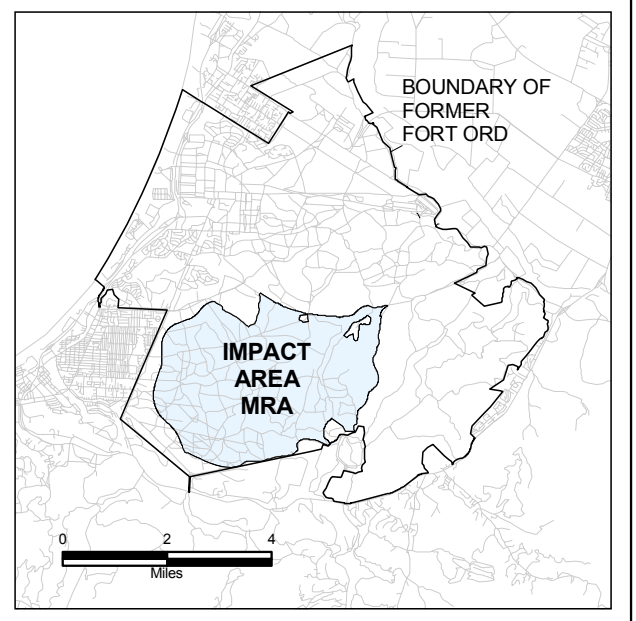 BOUNDARY OF
FORMER
FORT ORD
IMPACT
AREA
MRA
0 2 4
Miles